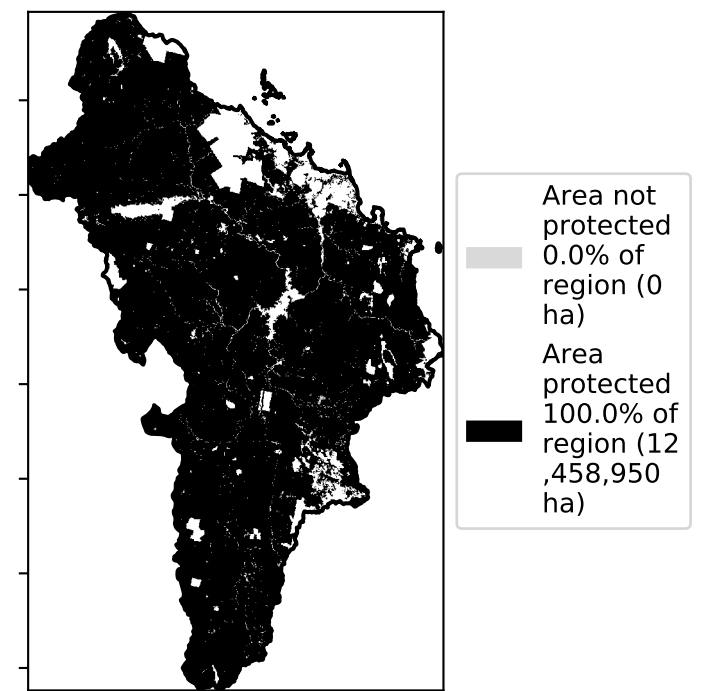 Area not
protected
0.0% of
region (0
ha)
Area
protected
100.0% of
region (12
,458,950
ha)